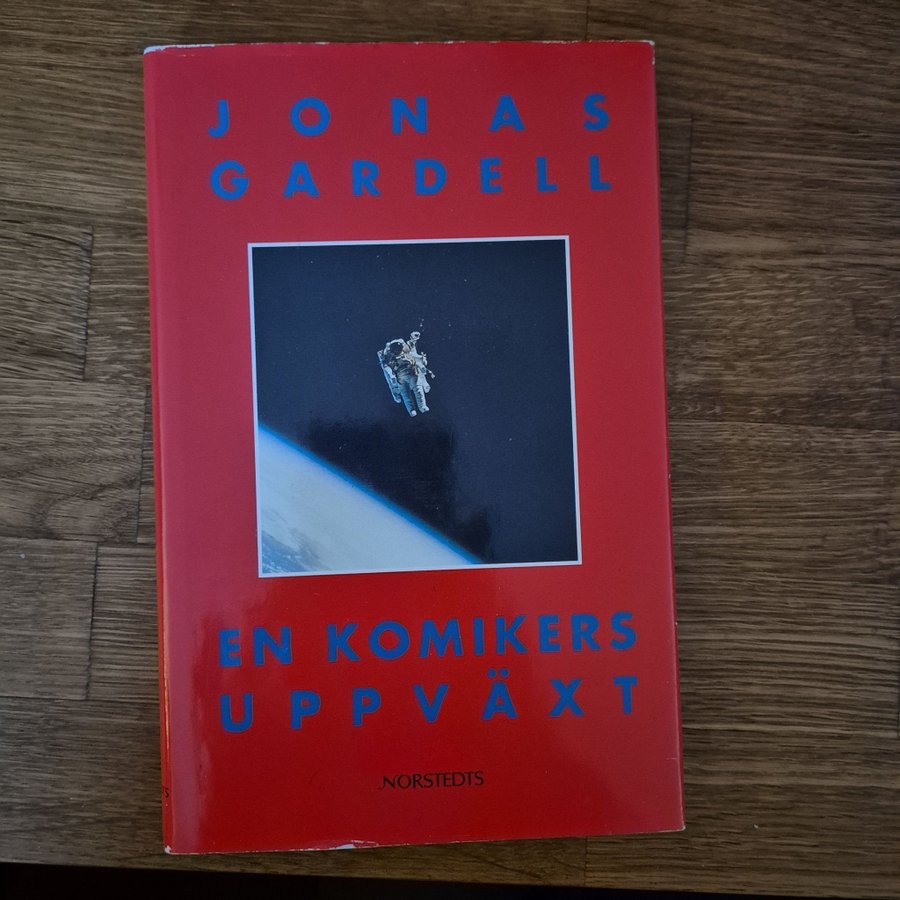 JONAS
GARDELL
EN KOMIKERS
UPPVÄXT
NORSTEDTS